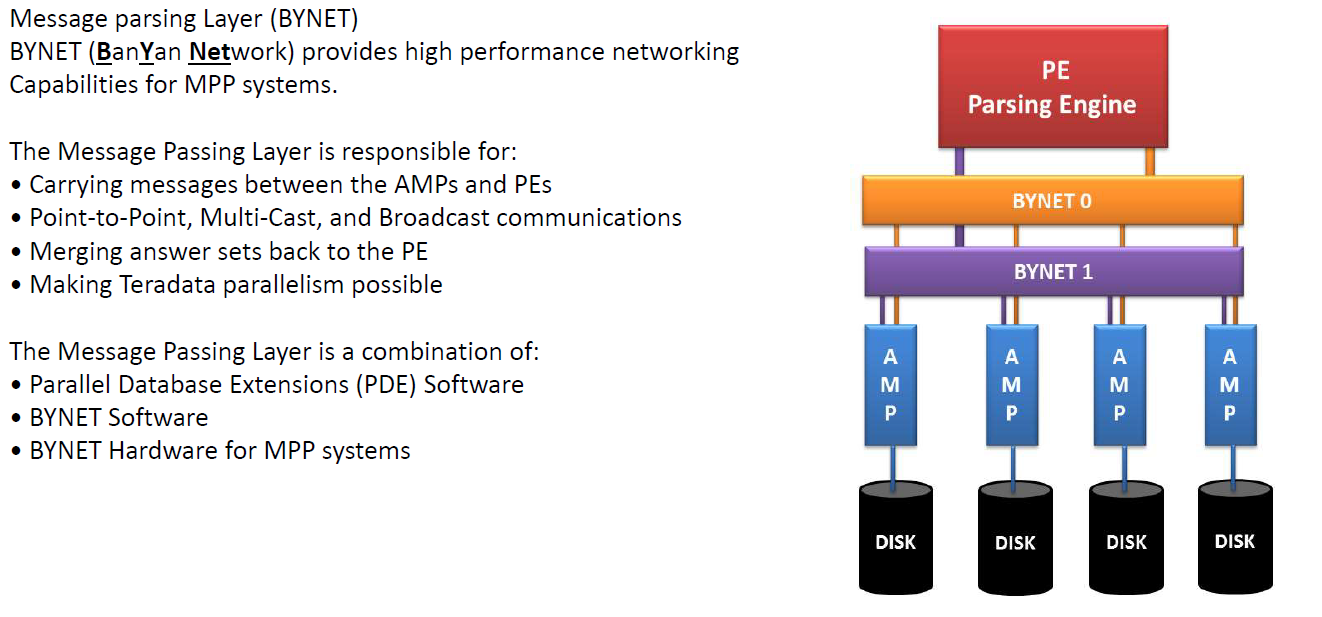 Message parsing Layer (BYNET)
BYNET (BanYan Network) provides high performance networking
Capabilities for MPP systems.
The Message Passing Layer is responsible for:
• Carrying messages between the AMPs and PEs
• Point-to-Point, Multi-Cast, and Broadcast communications
• Merging answer sets back to the PE
• Making Teradata parallelism possible
The Message Passing Layer is a combination of:
• Parallel Database Extensions (PDE) Software
• BYNET Software
• BYNET Hardware for MPP systems
PE
Parsing Engine
BYNET 0
BYNET 1
A
M
P
A
M
P
A
M
P
A
M
P
DISK
DISK
DISK
DISK